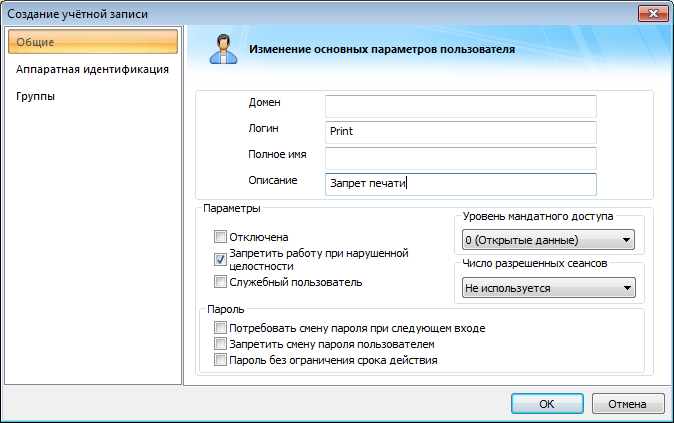 Создание учётной записи
Общие
Аппаратная идентификация
Группы
Изменение основных параметров пользователя
Домен
Логин
Print
Полное имя
Описание
Запрет печати
Параметры
Отключена
Запретить работу при нарушенной
целостности
Служебный пользователь
Уровень мандатного доступа
0 (Открытые данные)
Число разрешенных сеансов
Не используется
Пароль
Потребовать смену пароля при следующем входе
Запретить смену пароля пользователем
Пароль без ограничения срока действия
OK
Отмена